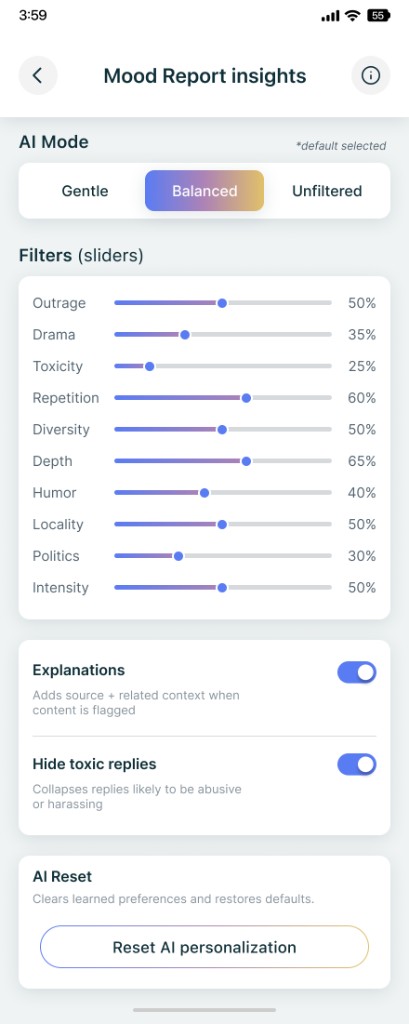 3:59
55
Mood Report insights
AI Mode
*default selected
Gentle
Balanced
Unfiltered
Filters (sliders)
Outrage 50%
Drama 35%
Toxicity 25%
Repetition 60%
Diversity 50%
Depth 65%
Humor 40%
Locality 50%
Politics 30%
Intensity 50%
Explanations
Adds source + related context when
content is flagged
Hide toxic replies
Collapses replies likely to be abusive
or harassing
AI Reset
Clears learned preferences and restores defaults.
Reset AI personalization